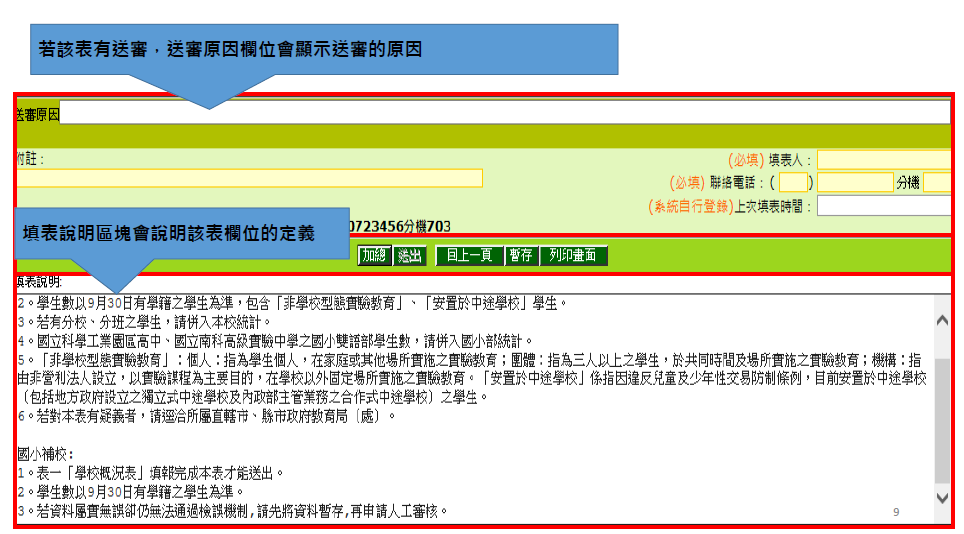 若該表有送審，送審原因欄位會顯示送審的原因
送審原因
附註：
(必填) 填表人：
(必填) 聯絡電話：( ) 分機
(系統自行登錄)上次填表時間：
0723456分機703
填表說明區塊會說明該表欄位的定義
加總 送出 回上一頁 暫存 列印畫面
填表說明:
2。學生數以9月30日有學籍之學生為準，包含「非學校型態實驗教育」、「安置於中途學校」學生。
3。若有分校、分班之學生，請併入本校統計。
4。國立科學工業園區高中、國立南科高級實驗中學之國小雙語部學生數，請併入國小部統計。
5。「非學校型態實驗教育」：個人：指為學生個人，在家庭或其他場所實施之實驗教育；團體：指為三人以上之學生，於共同時間及場所實施之實驗教育；機構：指
由非營利法人設立，以實驗課程為主要目的，在學校以外固定場所實施之實驗教育。「安置於中途學校」係指因違反兒童及少年性交易防制條例，目前安置於中途學校
〔包括地方政府設立之獨立式中途學校及內政部主管業務之合作式中途學校〕之學生。
6。若對本表有疑義者，請逕洽所屬直轄市、縣市政府教育局〔處〕。
國小補校:
1。表一「學校概況表」填報完成本表才能送出。
2。學生數以9月30日有學籍之學生為準。
3。若資料屬實無誤卻仍無法通過檢誤機制,請先將資料暫存,再申請人工審核。
9